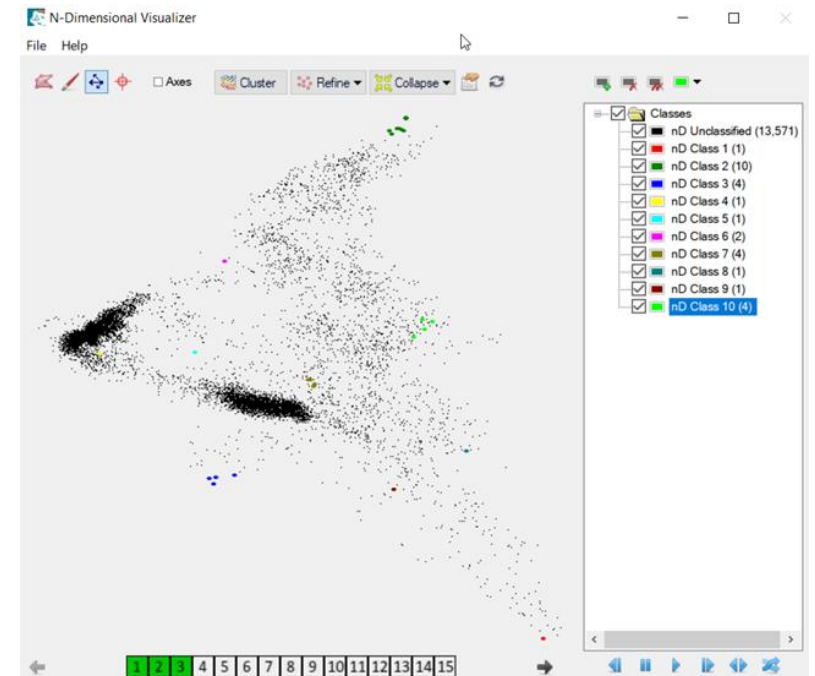 N-Dimensional Visualizer
File Help
Axes Cluster Refine Collapse
Classes
nD Unclassified (13,571)
nD Class 1 (1)
nD Class 2 (10)
nD Class 3 (4)
nD Class 4 (1)
nD Class 5 (1)
nD Class 6 (2)
nD Class 7 (4)
nD Class 8 (1)
nD Class 9 (1)
nD Class 10 (4)
1 2 3 4 5 6 7 8 9 10 11 12 13 14 15